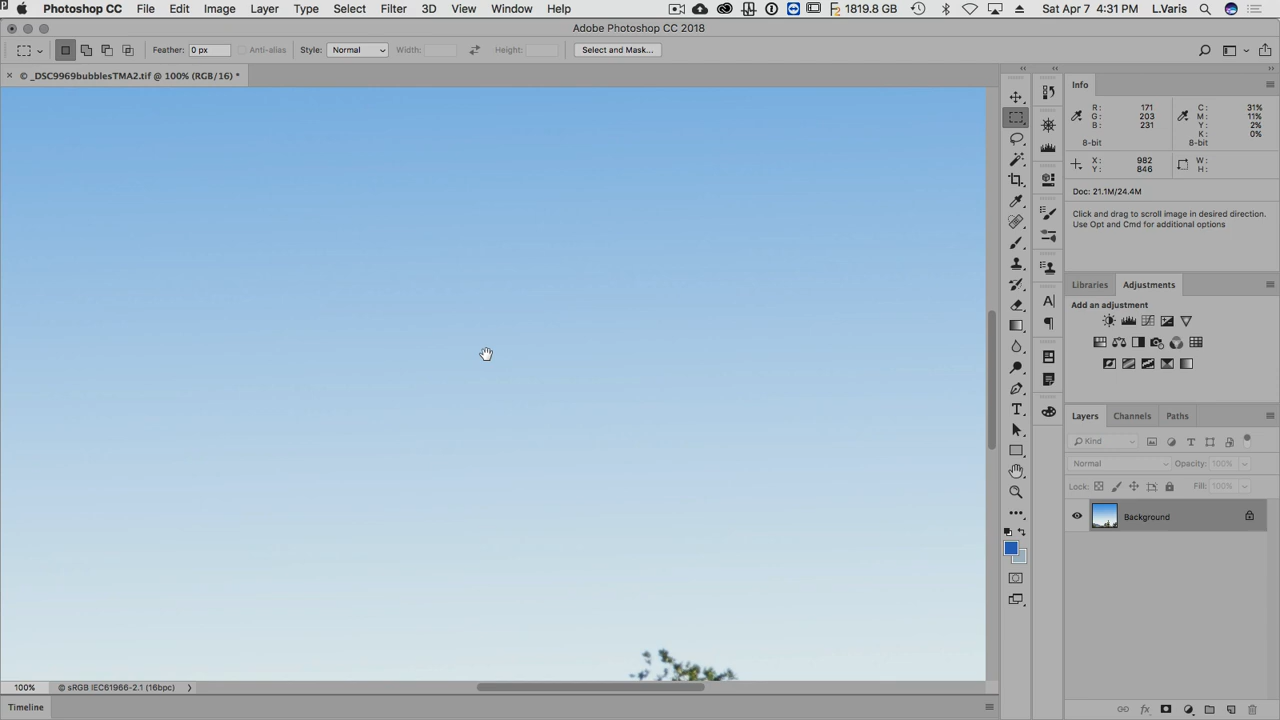 Photoshop CC File Edit Image Layer Type Select Filter 3D View Window Help 1819.8 GB Sat Apr 7 4:31 PM L.Varis
Adobe Photoshop CC 2018
Feather: 0 px Anti-alias Style: Normal Width: Height: Select and Mask...
× © _DSC9969bubblesTMA2.tif @ 100% (RGB/16) *
Info
R: 171 C: 31%
G: 203 M: 11%
B: 231 Y: 2%
K: 0%
8-bit 8-bit
X: 982 W:
Y: 846 H:
Doc: 21.1M/24.4M
Click and drag to scroll image in desired direction.
Use Opt and Cmd for additional options
Libraries Adjustments
Add an adjustment
Layers Channels Paths
Kind
Normal Opacity: 100%
Lock: Fill: 100%
Background
100% © sRGB IEC61966-2.1 (16bpc)
Timeline